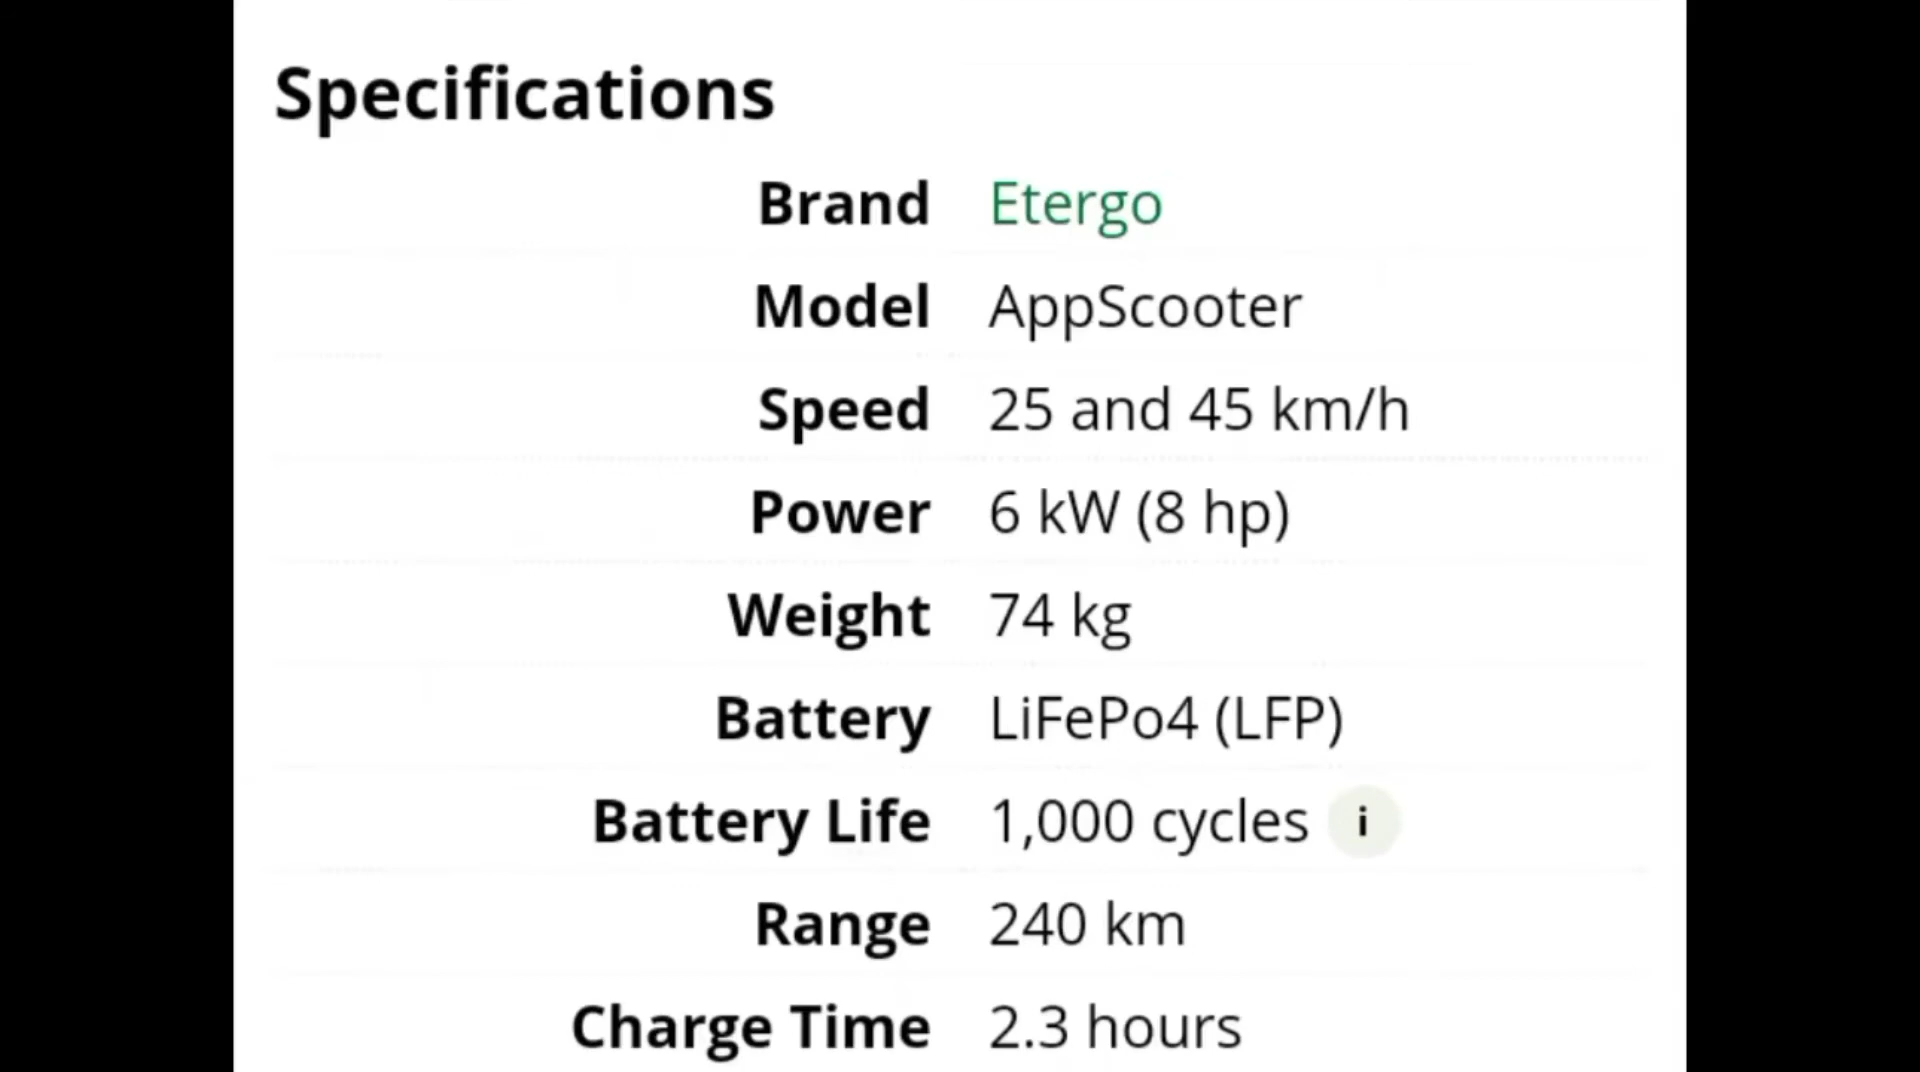 Specifications
Brand Etergo
Model AppScooter
Speed 25 and 45 km/h
Power 6 kW (8 hp)
Weight 74 kg
Battery LiFePo4 (LFP)
Battery Life 1,000 cycles i
Range 240 km
Charge Time 2.3 hours